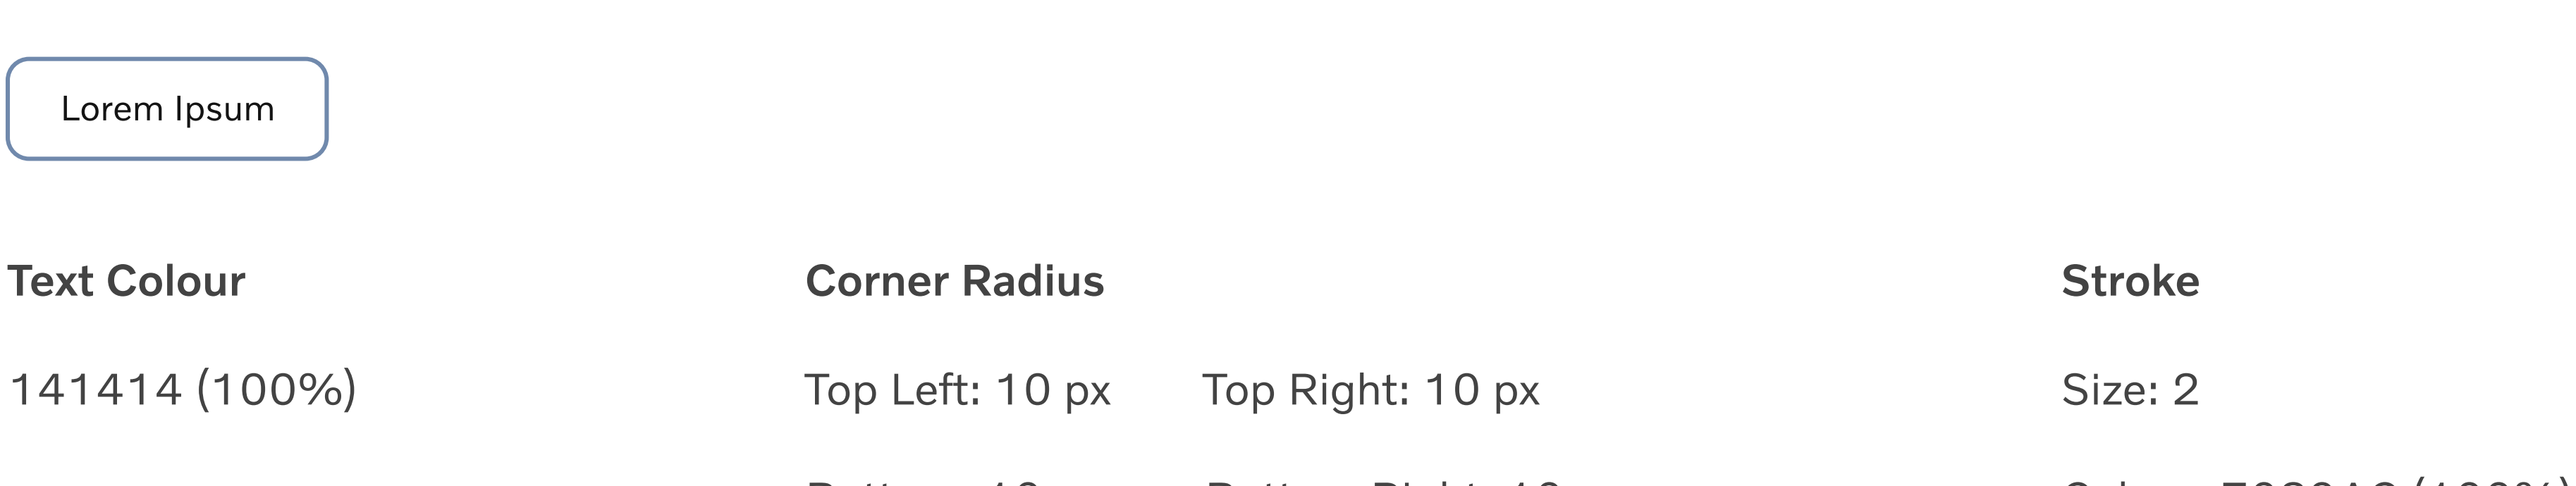 Lorem Ipsum
Text Colour
Corner Radius
Stroke
141414 (100%)
Top Left: 10 px
Top Right: 10 px
Size: 2